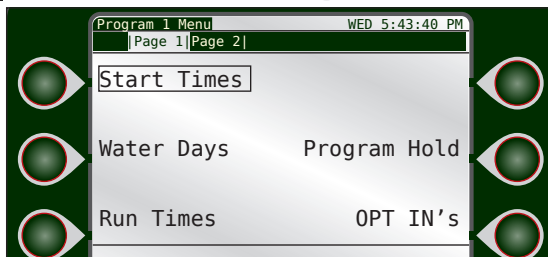 Program 1 Menu WED 5:43:40 PM
|Page 1|Page 2|
Start Times
Water Days Program Hold
Run Times OPT IN’s